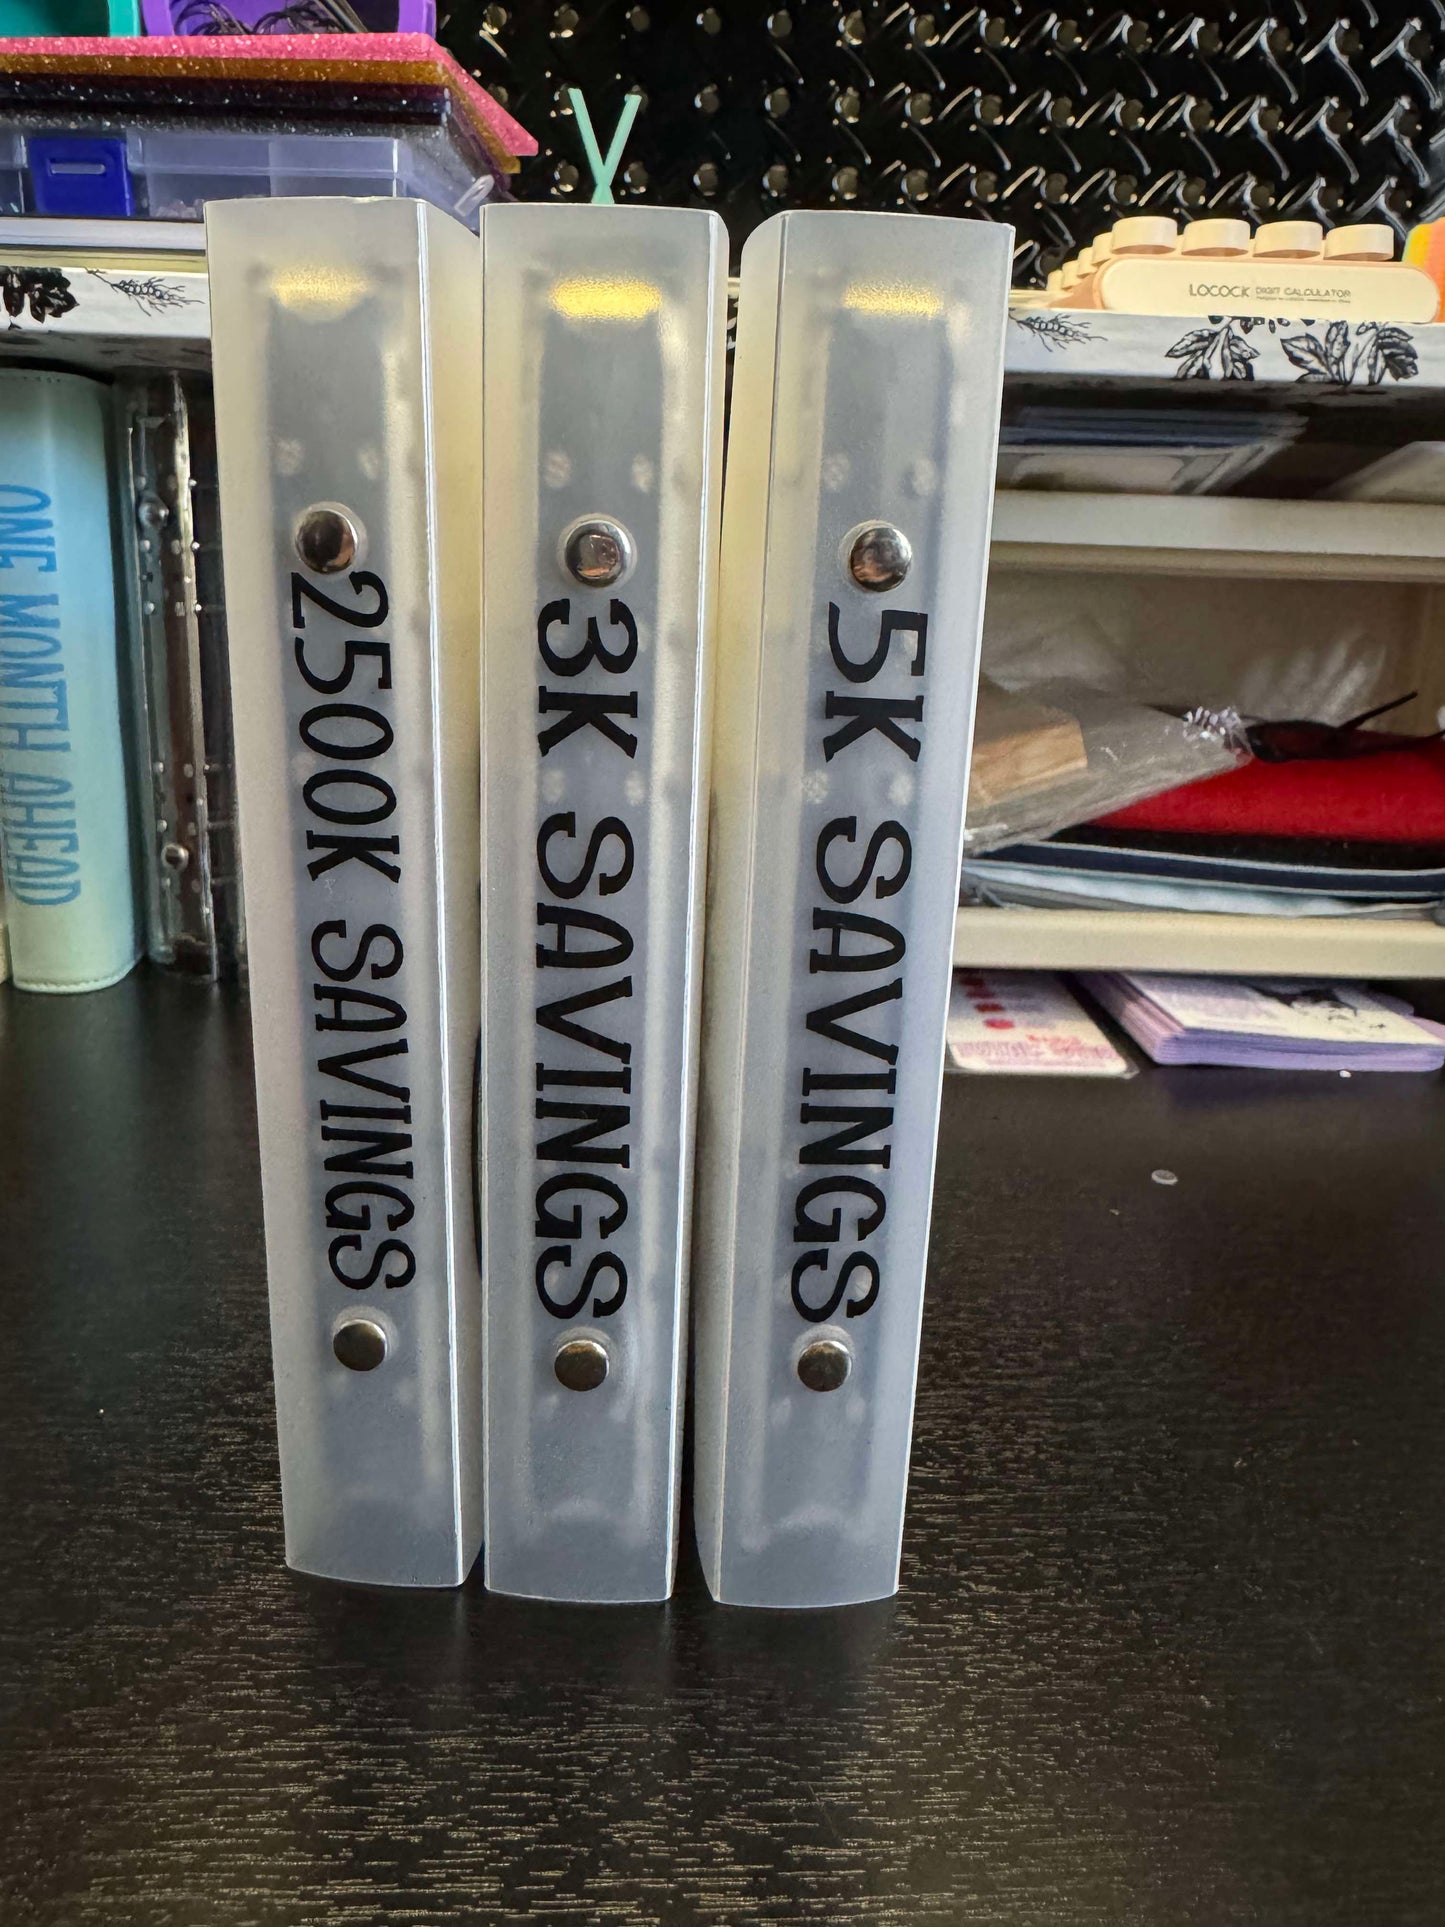 2500K SAVINGS
3K SAVINGS
5K SAVINGS
ONE MONTH AHEAD
LOCOCK DIGIT CALCULATOR